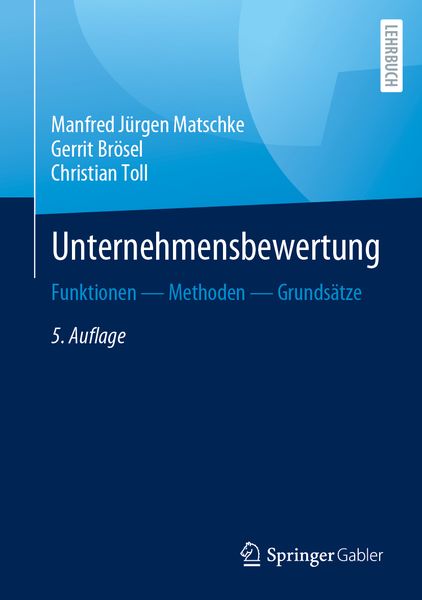 LEHRBUCH
Manfred Jürgen Matschke
Gerrit Brösel
Christian Toll
Unternehmensbewertung
Funktionen — Methoden — Grundsätze
5. Auflage
Springer Gabler